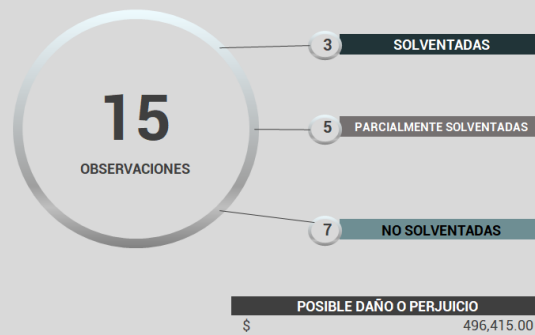 15
OBSERVACIONES
3 SOLVENTADAS
5 PARCIALMENTE SOLVENTADAS
7 NO SOLVENTADAS
POSIBLE DAÑO O PERJUICIO
$ 496,415.00